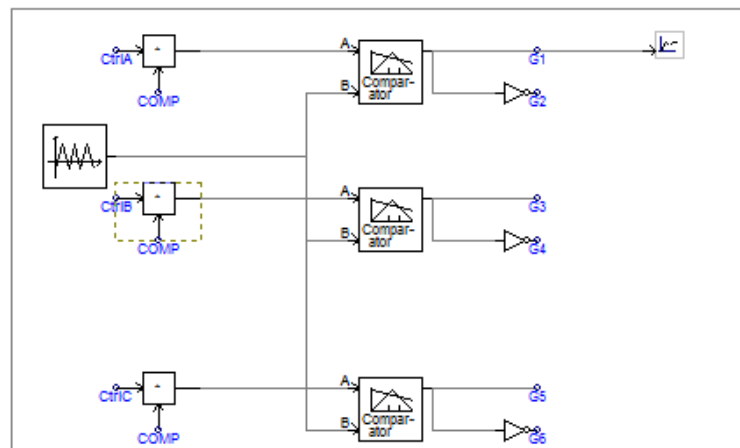 CtrlA
COMP
A
B
Compar-
ator
G1
G2
CtrlB
COMP
A
B
Compar-
ator
G3
G4
CtrlC
COMP
A
B
Compar-
ator
G5
G6